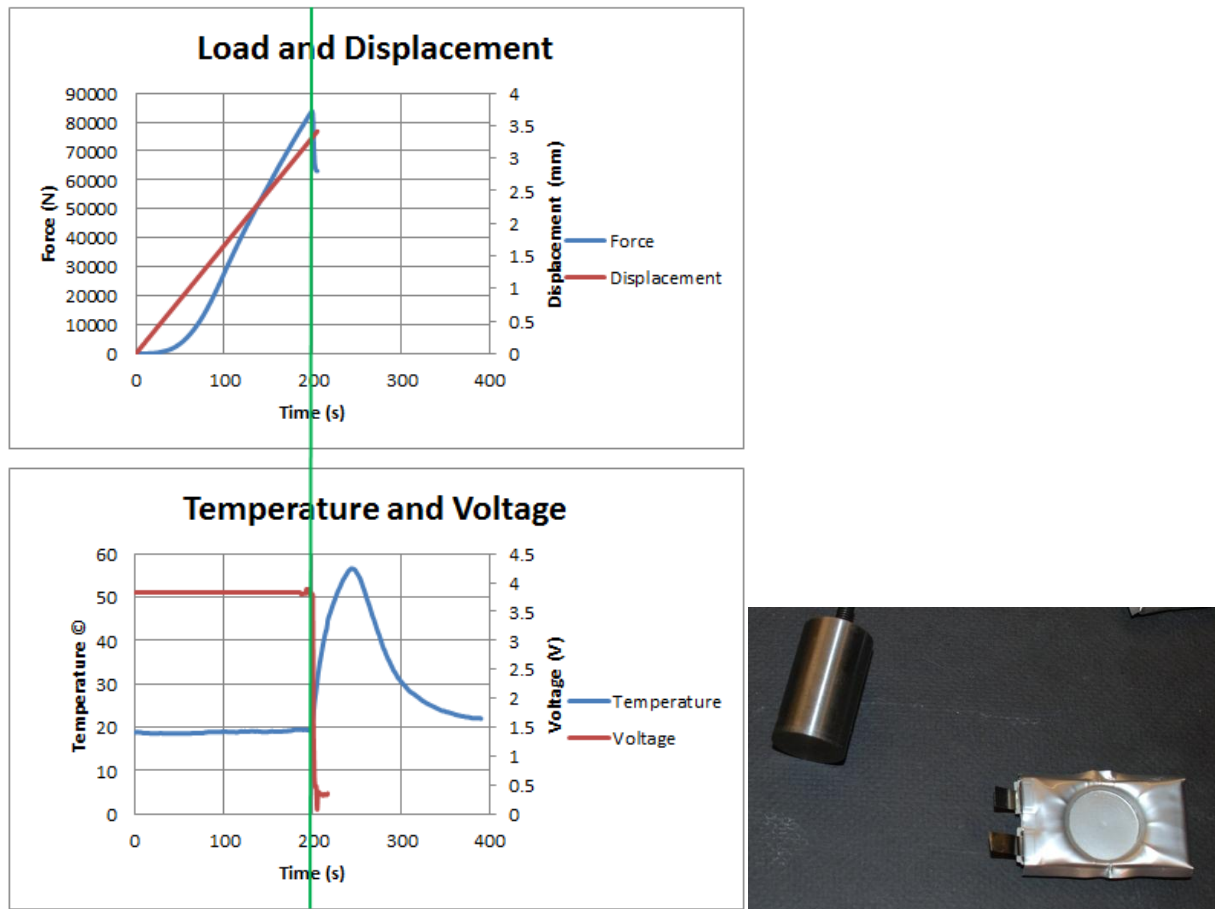 Load and Displacement
90000
80000
70000
60000
50000
40000
30000
20000
10000
0
Force (N)
4
3.5
3
2.5
2
1.5
1
0.5
0
Displacement (mm)
0 100 200 300 400
Time (s)
Force
Displacement
Temperature and Voltage
60
50
40
30
20
10
0
Temperature ©
4.5
4
3.5
3
2.5
2
1.5
1
0.5
0
Voltage (V)
0 100 200 300 400
Time (s)
Temperature
Voltage